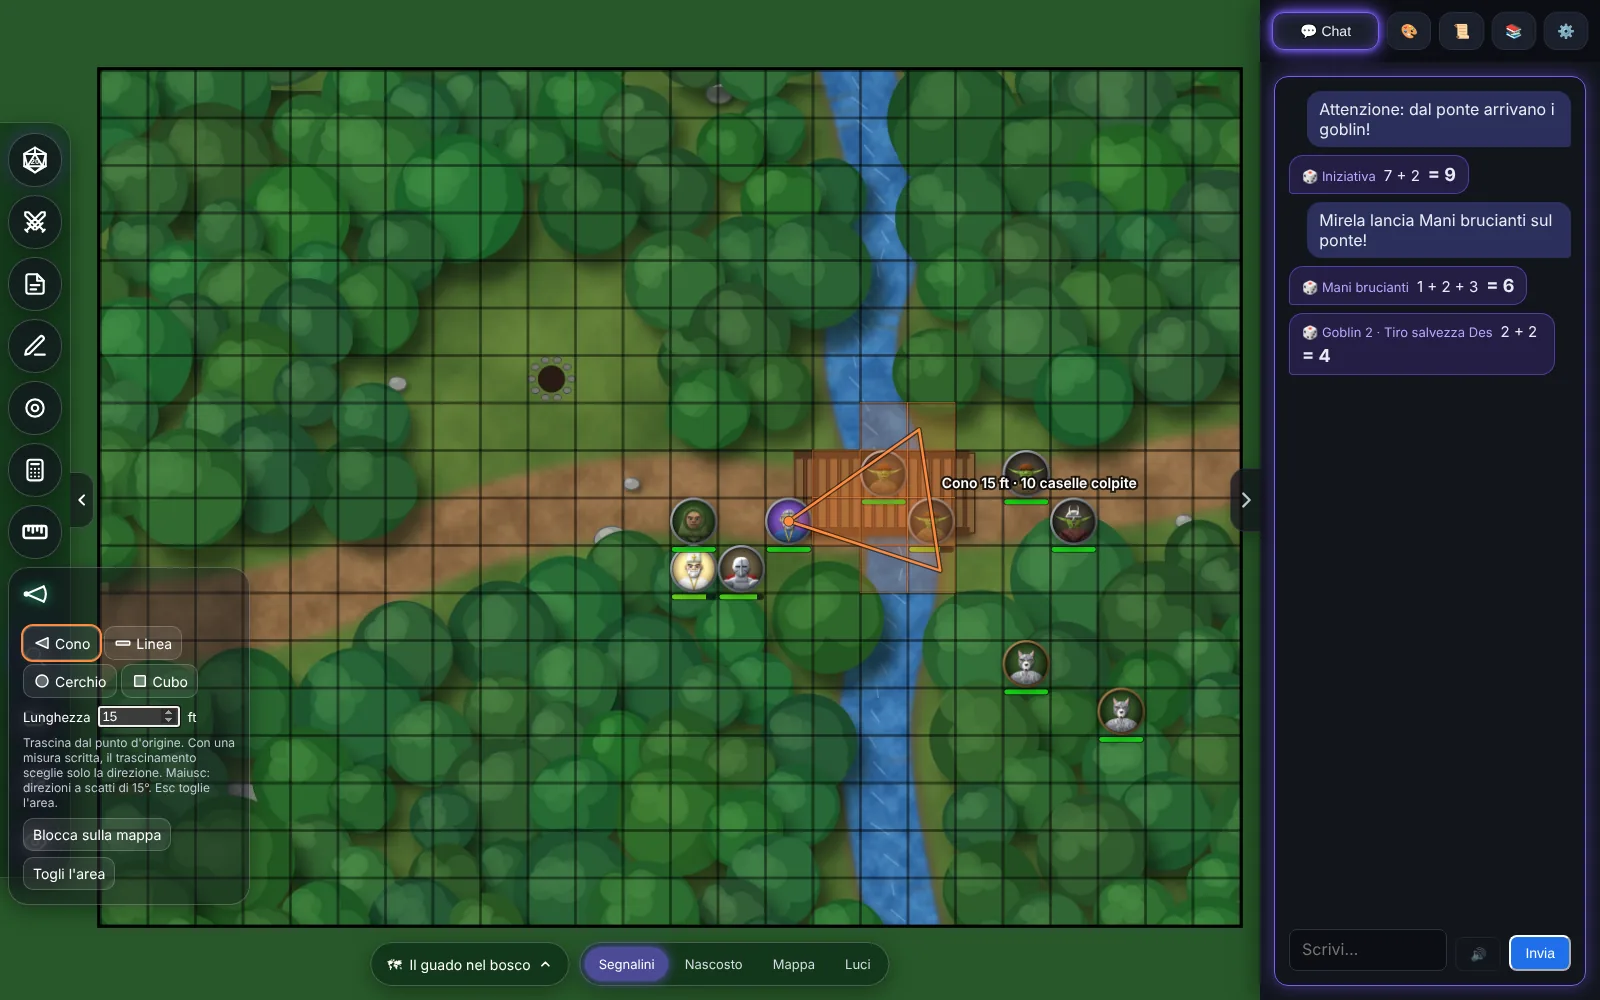 💬 Chat
Attenzione: dal ponte arrivano i
goblin!
🎲 Iniziativa 7 + 2 = 9
Mirela lancia Mani brucianti sul
ponte!
🎲 Mani brucianti 1 + 2 + 3 = 6
🎲 Goblin 2 · Tiro salvezza Des 2 + 2
= 4
Cono 15 ft · 10 caselle colpite
Cono
Linea
Cerchio
Cubo
Lunghezza 15 ft
Trascina dal punto d'origine. Con una
misura scritta, il trascinamento
sceglie solo la direzione. Maiusc:
direzioni a scatti di 15°. Esc toglie
l'area.
Blocca sulla mappa
Togli l'area
Il guado nel bosco
Segnalini
Nascosto
Mappa
Luci
Scrivi...
Invia